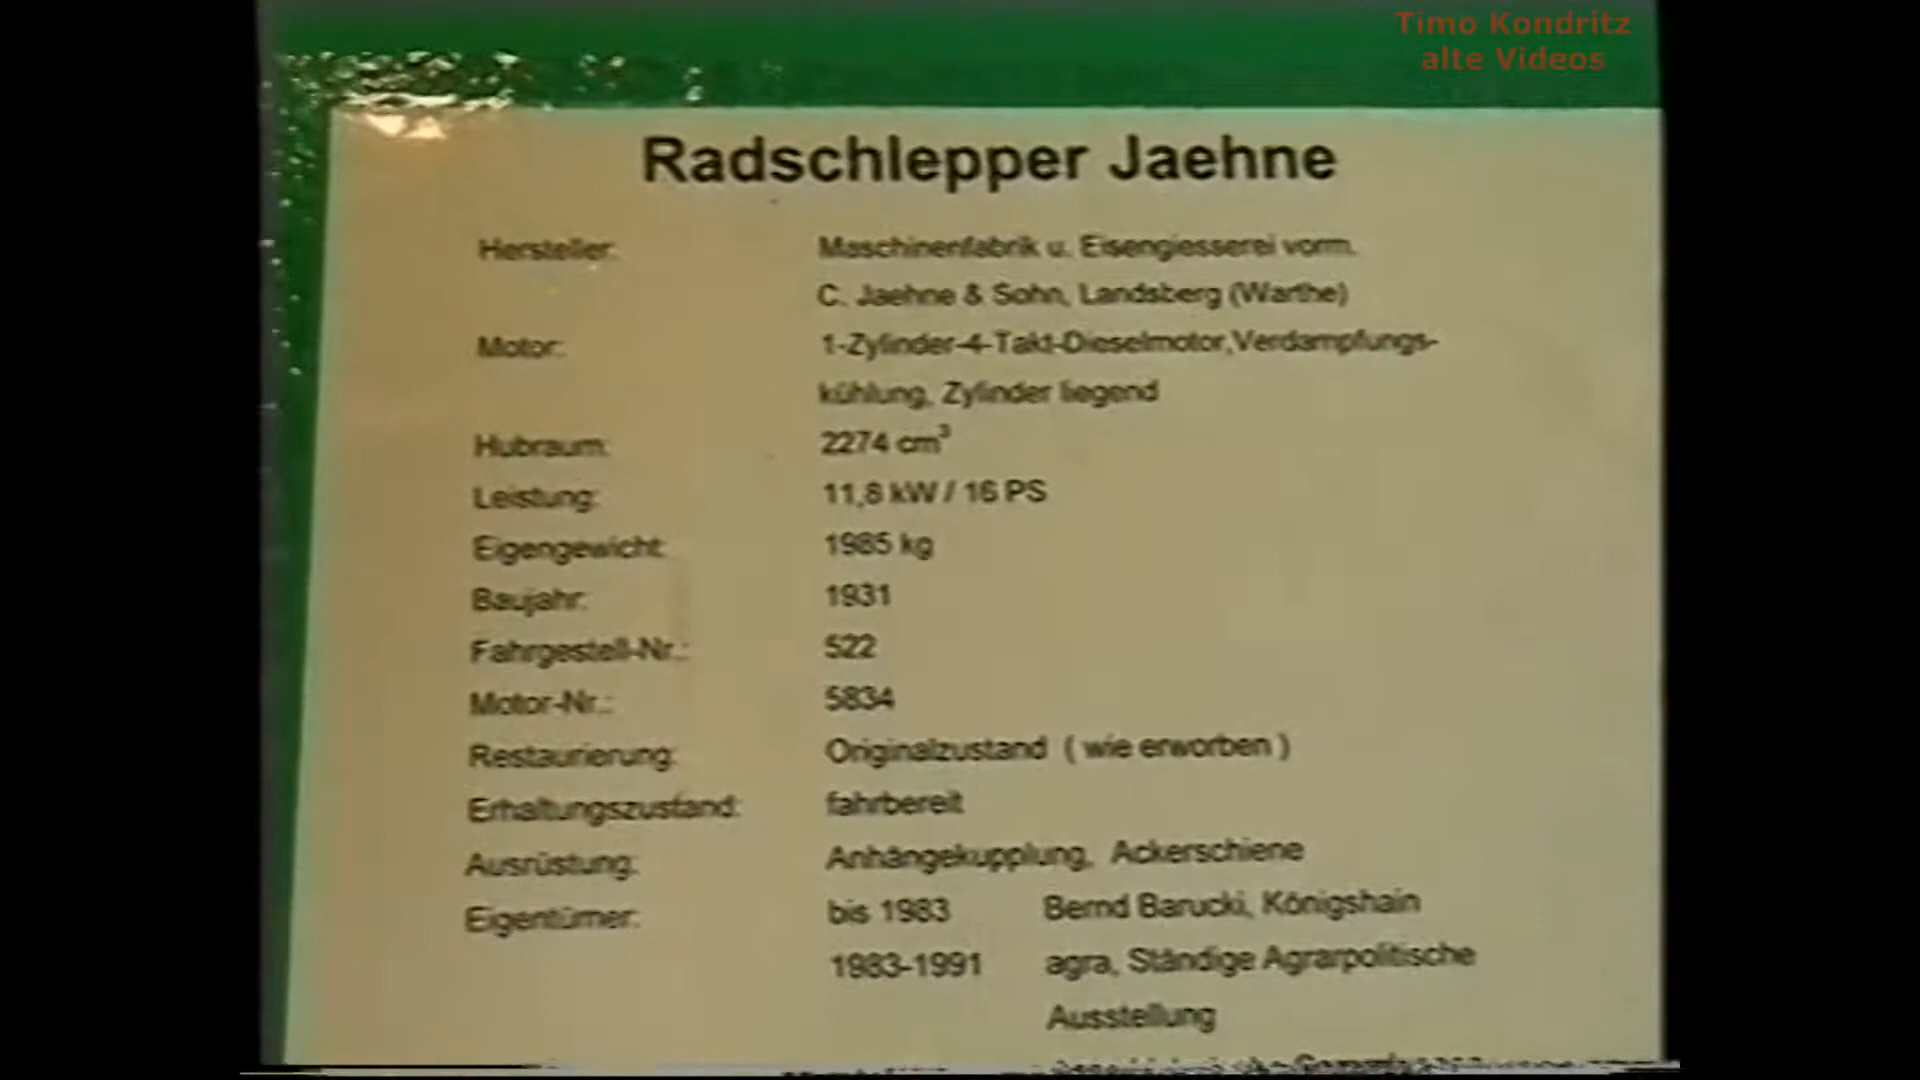 Timo Kondritz
alte Videos
Radschlepper Jaehne
Hersteller: Maschinenfabrik u. Eisengiesserei vorm.
C. Jaehne & Sohn, Landsberg (Warthe)
Motor: 1-Zylinder-4-Takt-Dieselmotor,Verdampfungs-
kühlung, Zylinder liegend
Hubraum: 2274 cm³
Leistung: 11,8 kW / 16 PS
Eigengewicht: 1985 kg
Baujahr: 1931
Fahrgestell-Nr.: 522
Motor-Nr.: 5834
Restaurierung: Originalzustand ( wie erworben )
Erhaltungszustand: fahrbereit
Ausrüstung: Anhängekupplung, Ackerschiene
Eigentümer: bis 1983 Bernd Barucki, Königshain
1983-1991 agra, Ständige Agrarpolitische
Ausstellung